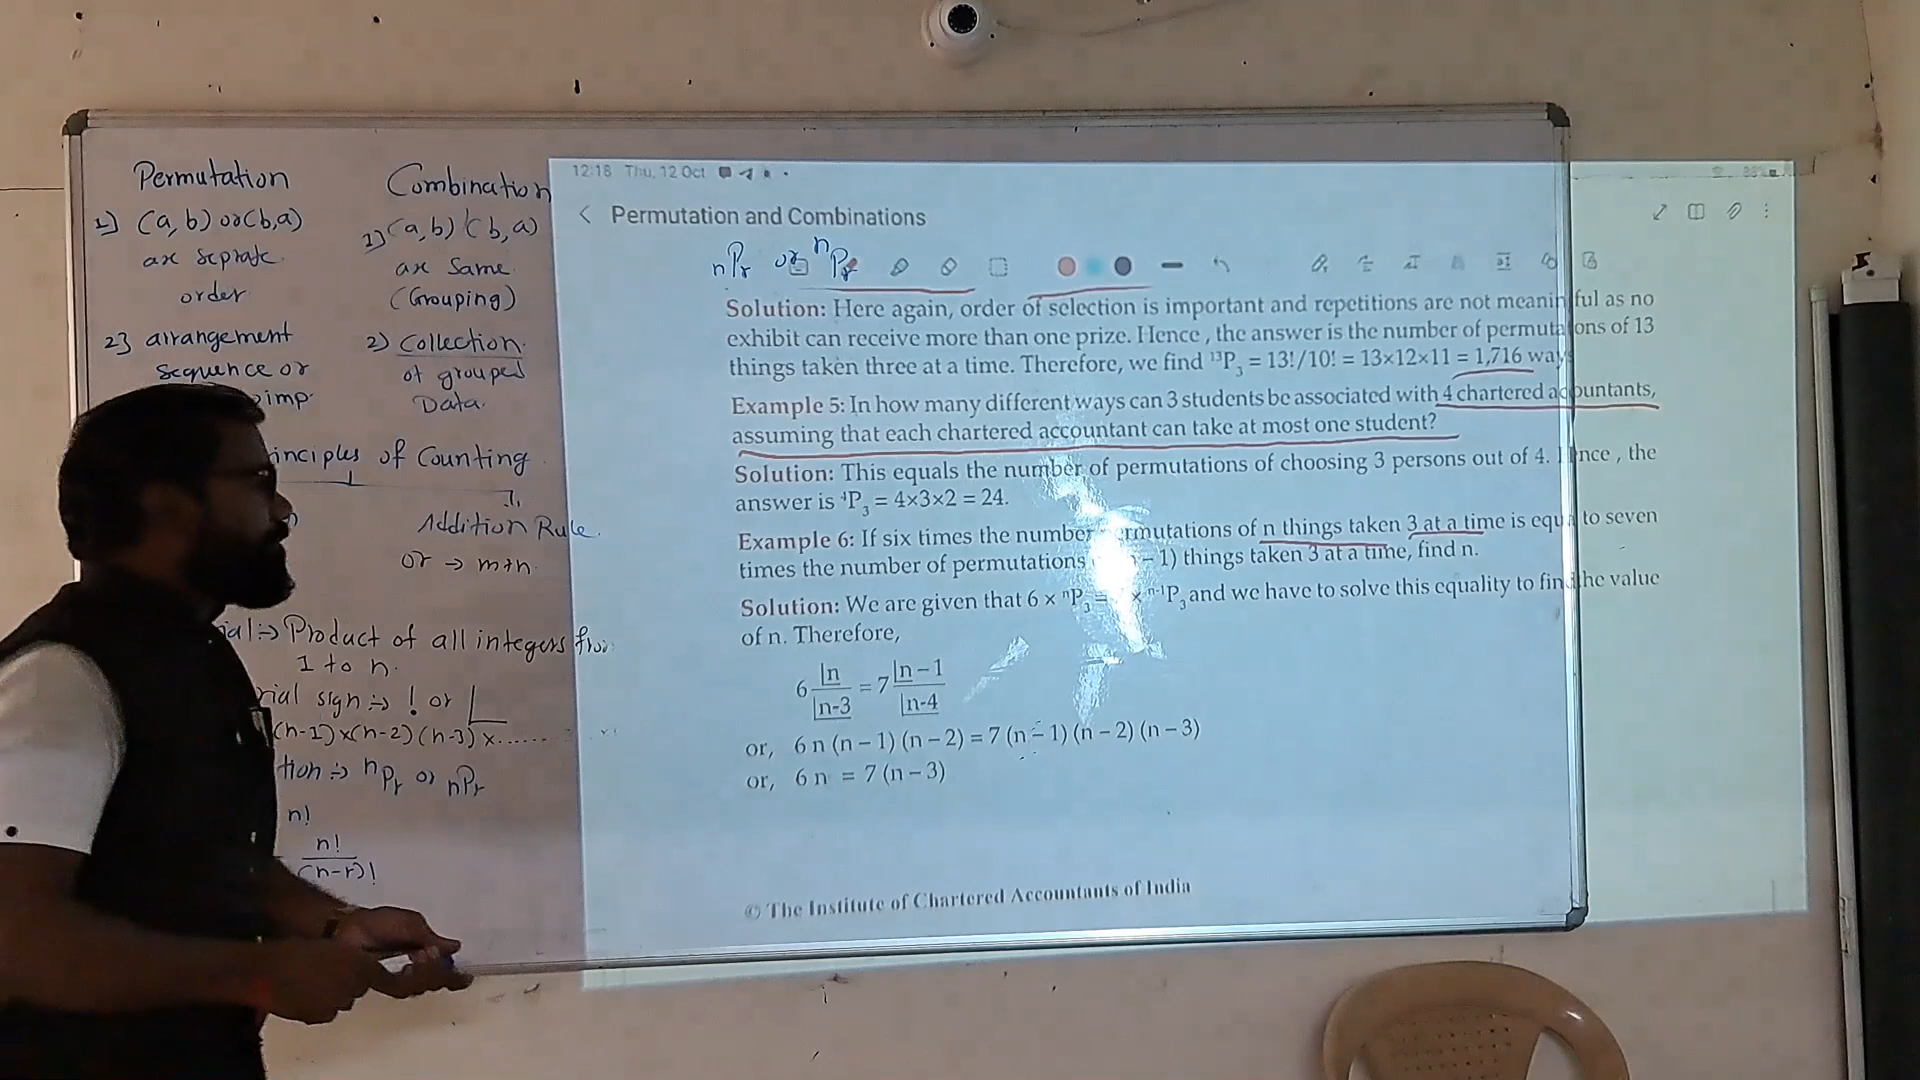 Permutation
1) (a, b) or (b,a)
are seprate
order
2) arrangement
sequence or
imp.
Combination
1) (a,b) (b,a)
are same
(Grouping)
2) Collection
of grouped
Data.
inciples of Counting
Addition Rule.
or → m+n
ial :→ Product of all integers from
1 to n.
rial sign :→ ! or
(n-1)x(n-2)(n-3)x.......
tion :→ nPr or nPr
n!
n!
(n-r)!
12:18 Thu, 12 Oct
< Permutation and Combinations
nPr or nPr
Solution: Here again, order of selection is important and repetitions are not meaningful as no
exhibit can receive more than one prize. Hence , the answer is the number of permutations of 13
things taken three at a time. Therefore, we find ¹³P₃ = 13!/10! = 13×12×11 = 1,716 ways
Example 5: In how many different ways can 3 students be associated with 4 chartered accountants,
assuming that each chartered accountant can take at most one student?
Solution: This equals the number of permutations of choosing 3 persons out of 4. Hence , the
answer is ⁴P₃ = 4×3×2 = 24.
Example 6: If six times the number permutations of n things taken 3 at a time is equal to seven
times the number of permutations – 1) things taken 3 at a time, find n.
Solution: We are given that 6 × ⁿP₃ = × ⁿ⁻¹P₃ and we have to solve this equality to find the value
of n. Therefore,
6 |n / |n-3 = 7 |n – 1 / |n-4
or, 6 n (n – 1) (n – 2) = 7 (n – 1) (n – 2) (n – 3)
or, 6 n = 7 (n – 3)
© The Institute of Chartered Accountants of India